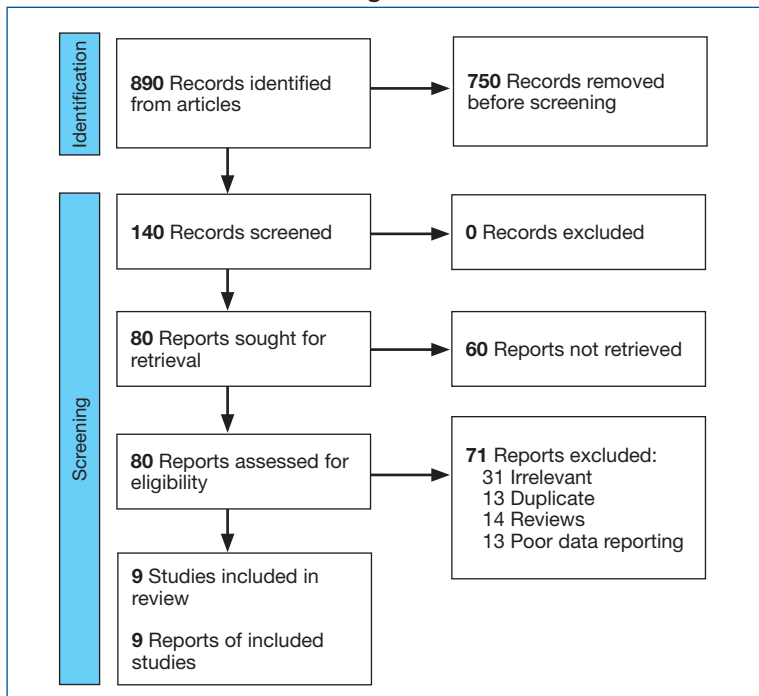 Identification
890 Records identified
from articles
750 Records removed
before screening
Screening
140 Records screened
0 Records excluded
80 Reports sought for
retrieval
60 Reports not retrieved
80 Reports assessed for
eligibility
71 Reports excluded:
31 Irrelevant
13 Duplicate
14 Reviews
13 Poor data reporting
9 Studies included in
review
9 Reports of included
studies